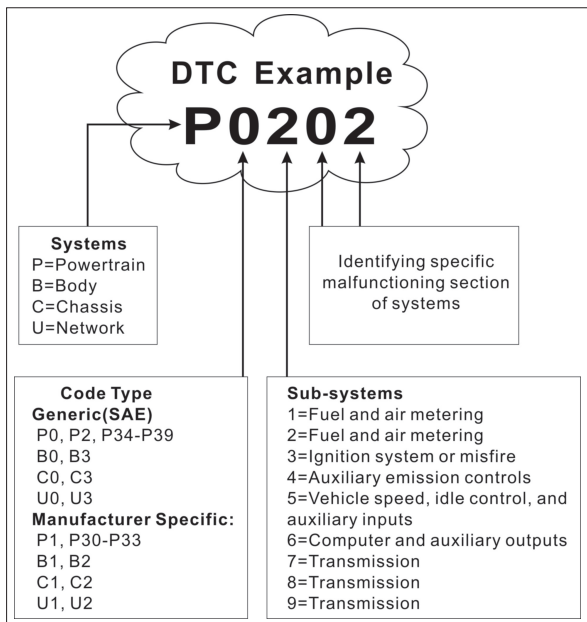 DTC Example
P0202
Systems
P=Powertrain
B=Body
C=Chassis
U=Network
Identifying specific
malfunctioning section
of systems
Code Type
Generic(SAE)
P0, P2, P34-P39
B0, B3
C0, C3
U0, U3
Manufacturer Specific:
P1, P30-P33
B1, B2
C1, C2
U1, U2
Sub-systems
1=Fuel and air metering
2=Fuel and air metering
3=Ignition system or misfire
4=Auxiliary emission controls
5=Vehicle speed, idle control, and
auxiliary inputs
6=Computer and auxiliary outputs
7=Transmission
8=Transmission
9=Transmission